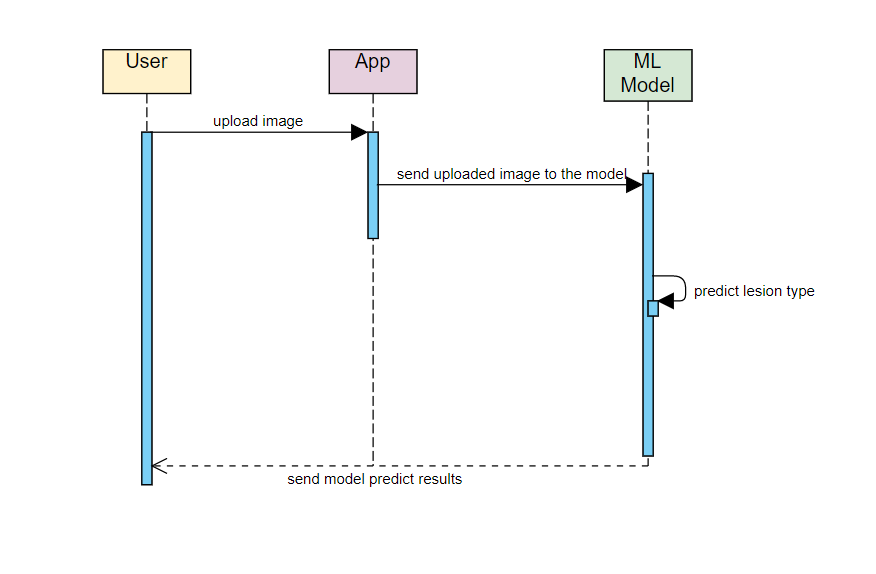 User
App
ML
Model
upload image
send uploaded image to the model
predict lesion type
send model predict results